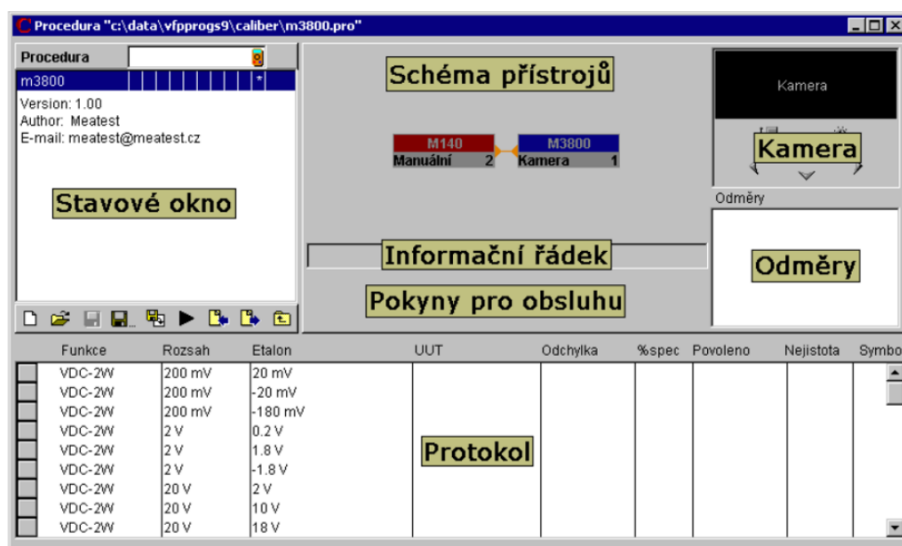 Procedura "c:\data\vfpprogs9\caliber\m3800.pro"
Procedura
m3800 *
Version: 1.00
Author: Meatest
E-mail: meatest@meatest.cz
Stavové okno
Schéma přístrojů
M140 M3800
Manuální 2 Kamera 1
Informační řádek
Pokyny pro obsluhu
Kamera
Kamera
Odměry
Odměry
Funkce Rozsah Etalon UUT Odchylka %spec Povoleno Nejistota Symbo
VDC-2W 200 mV 20 mV
VDC-2W 200 mV -20 mV
VDC-2W 200 mV -180 mV
VDC-2W 2 V 0.2 V
VDC-2W 2 V 1.8 V
VDC-2W 2 V -1.8 V
VDC-2W 20 V 2 V
VDC-2W 20 V 10 V
VDC-2W 20 V 18 V
Protokol